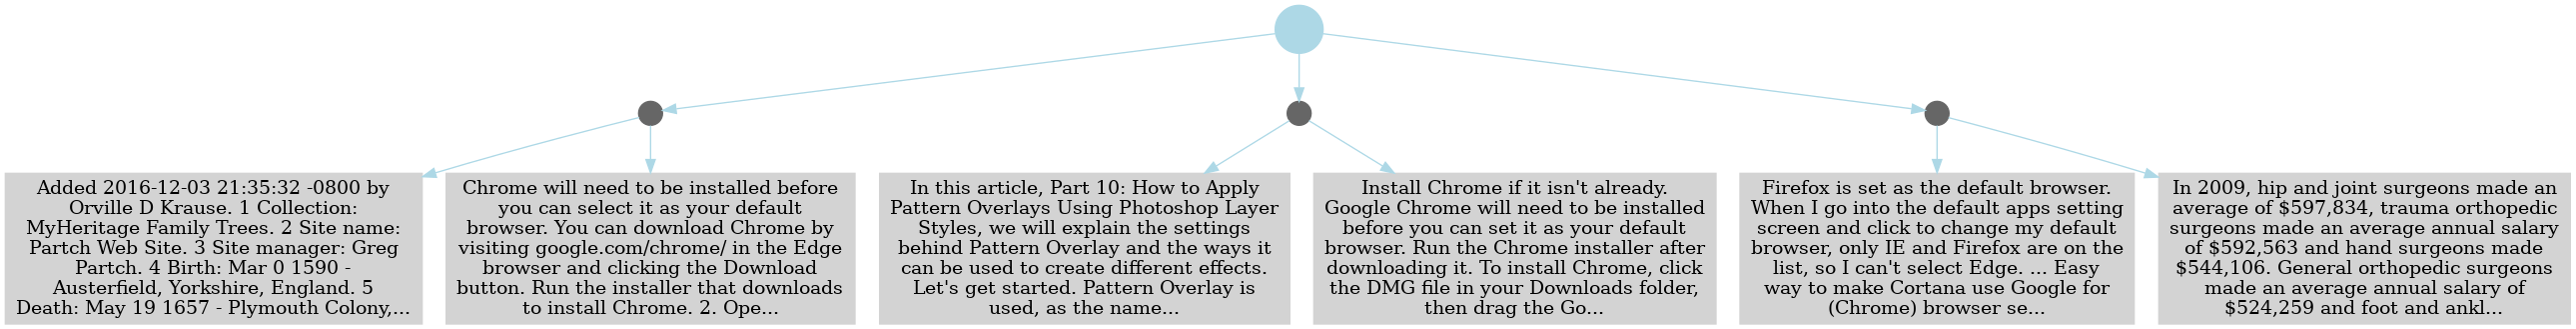 Added 2016-12-03 21:35:32 -0800 by
Orville D Krause. 1 Collection:
MyHeritage Family Trees. 2 Site name:
Partch Web Site. 3 Site manager: Greg
Partch. 4 Birth: Mar 0 1590 -
Austerfield, Yorkshire, England. 5
Death: May 19 1657 - Plymouth Colony,...
Chrome will need to be installed before
you can select it as your default
browser. You can download Chrome by
visiting google.com/chrome/ in the Edge
browser and clicking the Download
button. Run the installer that downloads
to install Chrome. 2. Ope...
In this article, Part 10: How to Apply
Pattern Overlays Using Photoshop Layer
Styles, we will explain the settings
behind Pattern Overlay and the ways it
can be used to create different effects.
Let's get started. Pattern Overlay is
used, as the name...
Install Chrome if it isn't already.
Google Chrome will need to be installed
before you can set it as your default
browser. Run the Chrome installer after
downloading it. To install Chrome, click
the DMG file in your Downloads folder,
then drag the Go...
Firefox is set as the default browser.
When I go into the default apps setting
screen and click to change my default
browser, only IE and Firefox are on the
list, so I can't select Edge. ... Easy
way to make Cortana use Google for
(Chrome) browser se...
In 2009, hip and joint surgeons made an
average of $597,834, trauma orthopedic
surgeons made an average annual salary
of $592,563 and hand surgeons made
$544,106. General orthopedic surgeons
made an average annual salary of
$524,259 and foot and ankl...